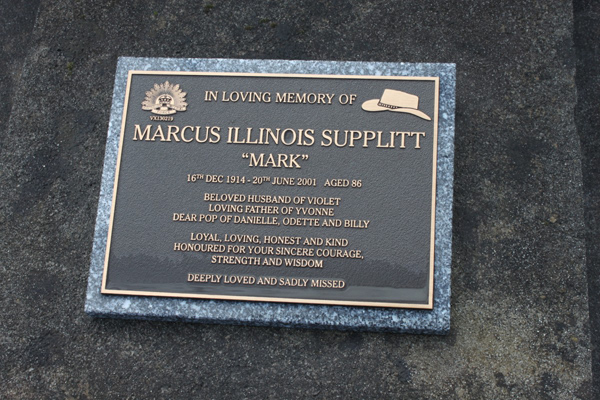 IN LOVING MEMORY OF
VX130219
MARCUS ILLINOIS SUPPLITT
“MARK”
16TH DEC 1914 - 20TH JUNE 2001 AGED 86
BELOVED HUSBAND OF VIOLET
LOVING FATHER OF YVONNE
DEAR POP OF DANIELLE, ODETTE AND BILLY
LOYAL, LOVING, HONEST AND KIND
HONOURED FOR YOUR SINCERE COURAGE,
STRENGTH AND WISDOM
DEEPLY LOVED AND SADLY MISSED